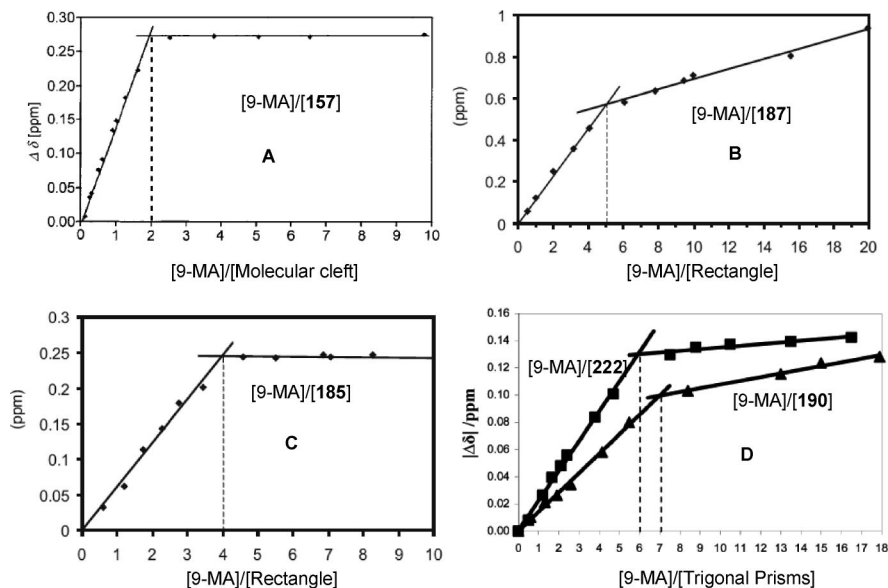 Δ δ [ppm]
0.30
0.25
0.20
0.15
0.10
0.05
0.00
[9-MA]/[157]
A
0 1 2 3 4 5 6 7 8 9 10
[9-MA]/[Molecular cleft]
(ppm)
1
0.8
0.6
0.4
0.2
0
[9-MA]/[187]
B
0 2 4 6 8 10 12 14 16 18 20
[9-MA]/[Rectangle]
(ppm)
0.3
0.25
0.2
0.15
0.1
0.05
0
[9-MA]/[185]
C
0 1 2 3 4 5 6 7 8 9 10
[9-MA]/[Rectangle]
|Δδ| /ppm
0.16
0.14
0.12
0.10
0.08
0.06
0.04
0.02
0.00
[9-MA]/[222]
[9-MA]/[190]
D
0 1 2 3 4 5 6 7 8 9 10 11 12 13 14 15 16 17 18
[9-MA]/[Trigonal Prisms]